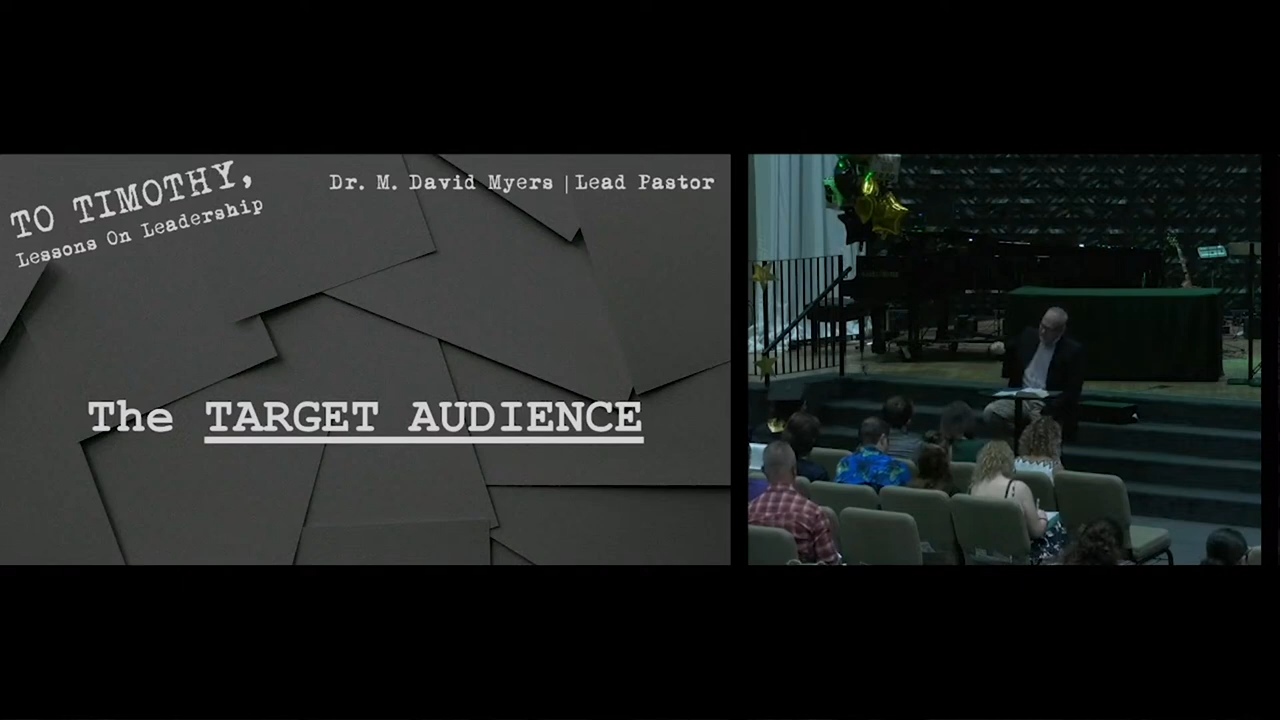 TO TIMOTHY,
Lessons On Leadership
Dr. M. David Myers | Lead Pastor
The TARGET AUDIENCE